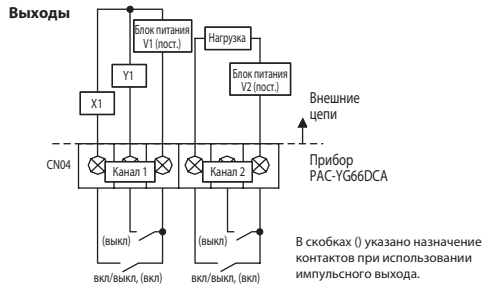 Выходы
Блок питания
V1 (пост.)
Нагрузка
Y1
Блок питания
V2 (пост.)
X1
Внешние
цепи
CN04
Канал 1
Канал 2
Прибор
PAC-YG66DCA
(выкл)
(выкл)
вкл/выкл, (вкл)
вкл/выкл, (вкл)
В скобках () указано назначение
контактов при использовании
импульсного выхода.